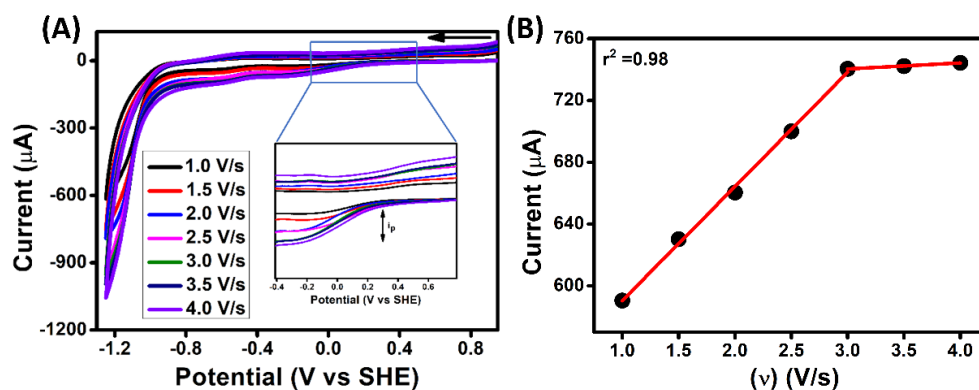 (A)
0
-300
-600
-900
-1200
Current (μA)
-1.2
-0.8
-0.4
0.0
0.4
0.8
Potential (V vs SHE)
1.0 V/s
1.5 V/s
2.0 V/s
2.5 V/s
3.0 V/s
3.5 V/s
4.0 V/s
ip
-0.4
-0.2
0.0
0.2
0.4
0.6
Potential (V vs SHE)
(B)
r² =0.98
760
720
680
640
600
Current (μA)
1.0
1.5
2.0
2.5
3.0
3.5
4.0
(ν) (V/s)